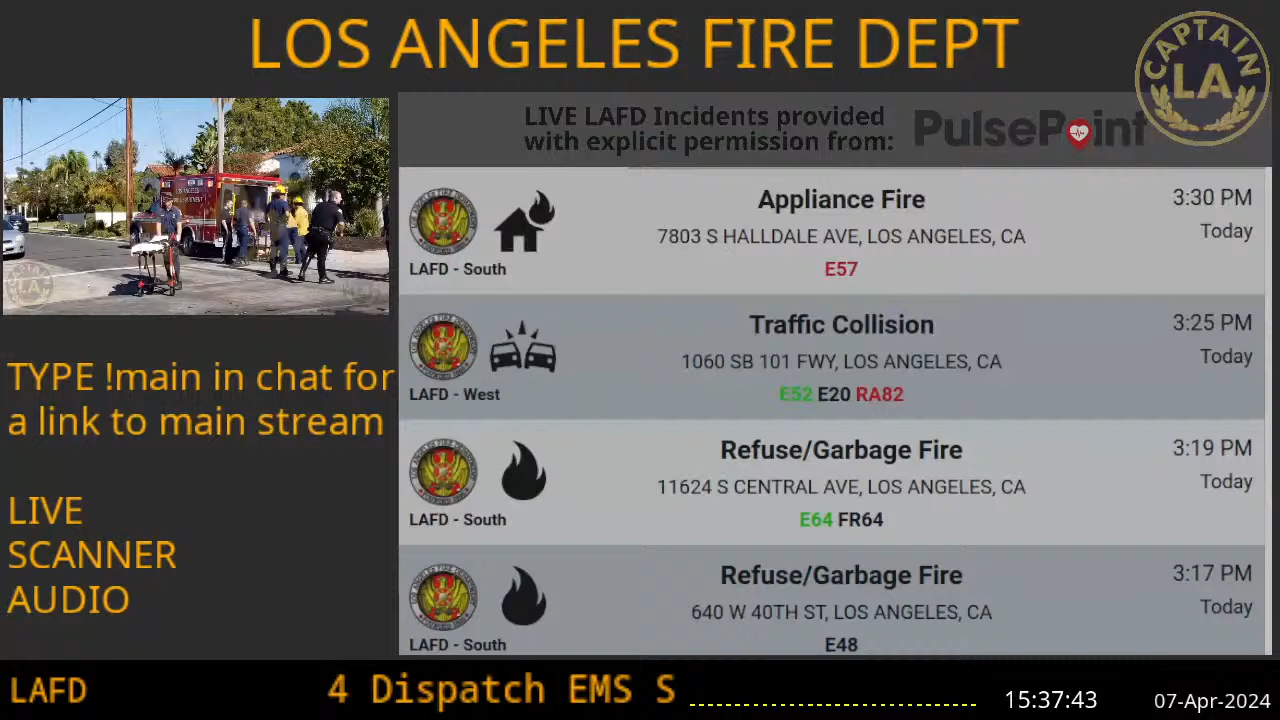 LOS ANGELES FIRE DEPT
CAPTAIN
LA
LIVE LAFD Incidents provided
with explicit permission from:
PulsePoint
Appliance Fire
3:30 PM
7803 S HALLDALE AVE, LOS ANGELES, CA
Today
LAFD - South
E57
Traffic Collision
3:25 PM
1060 SB 101 FWY, LOS ANGELES, CA
Today
LAFD - West
E52 E20 RA82
TYPE !main in chat for
a link to main stream
Refuse/Garbage Fire
3:19 PM
11624 S CENTRAL AVE, LOS ANGELES, CA
Today
LAFD - South
E64 FR64
LIVE
SCANNER
AUDIO
Refuse/Garbage Fire
3:17 PM
640 W 40TH ST, LOS ANGELES, CA
Today
LAFD - South
E48
LAFD
4 Dispatch EMS S
15:37:43
07-Apr-2024